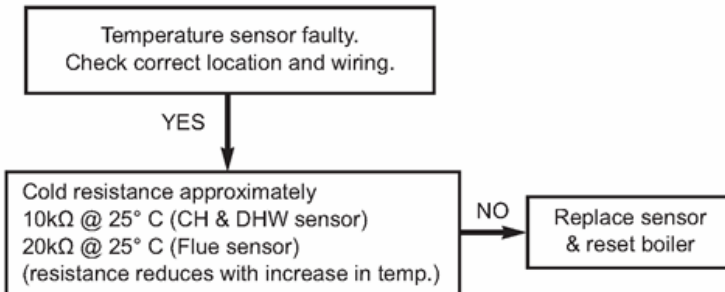 Temperature sensor faulty.
Check correct location and wiring.
YES
Cold resistance approximately
10kΩ @ 25° C (CH & DHW sensor)
20kΩ @ 25° C (Flue sensor)
(resistance reduces with increase in temp.)
NO
Replace sensor
& reset boiler